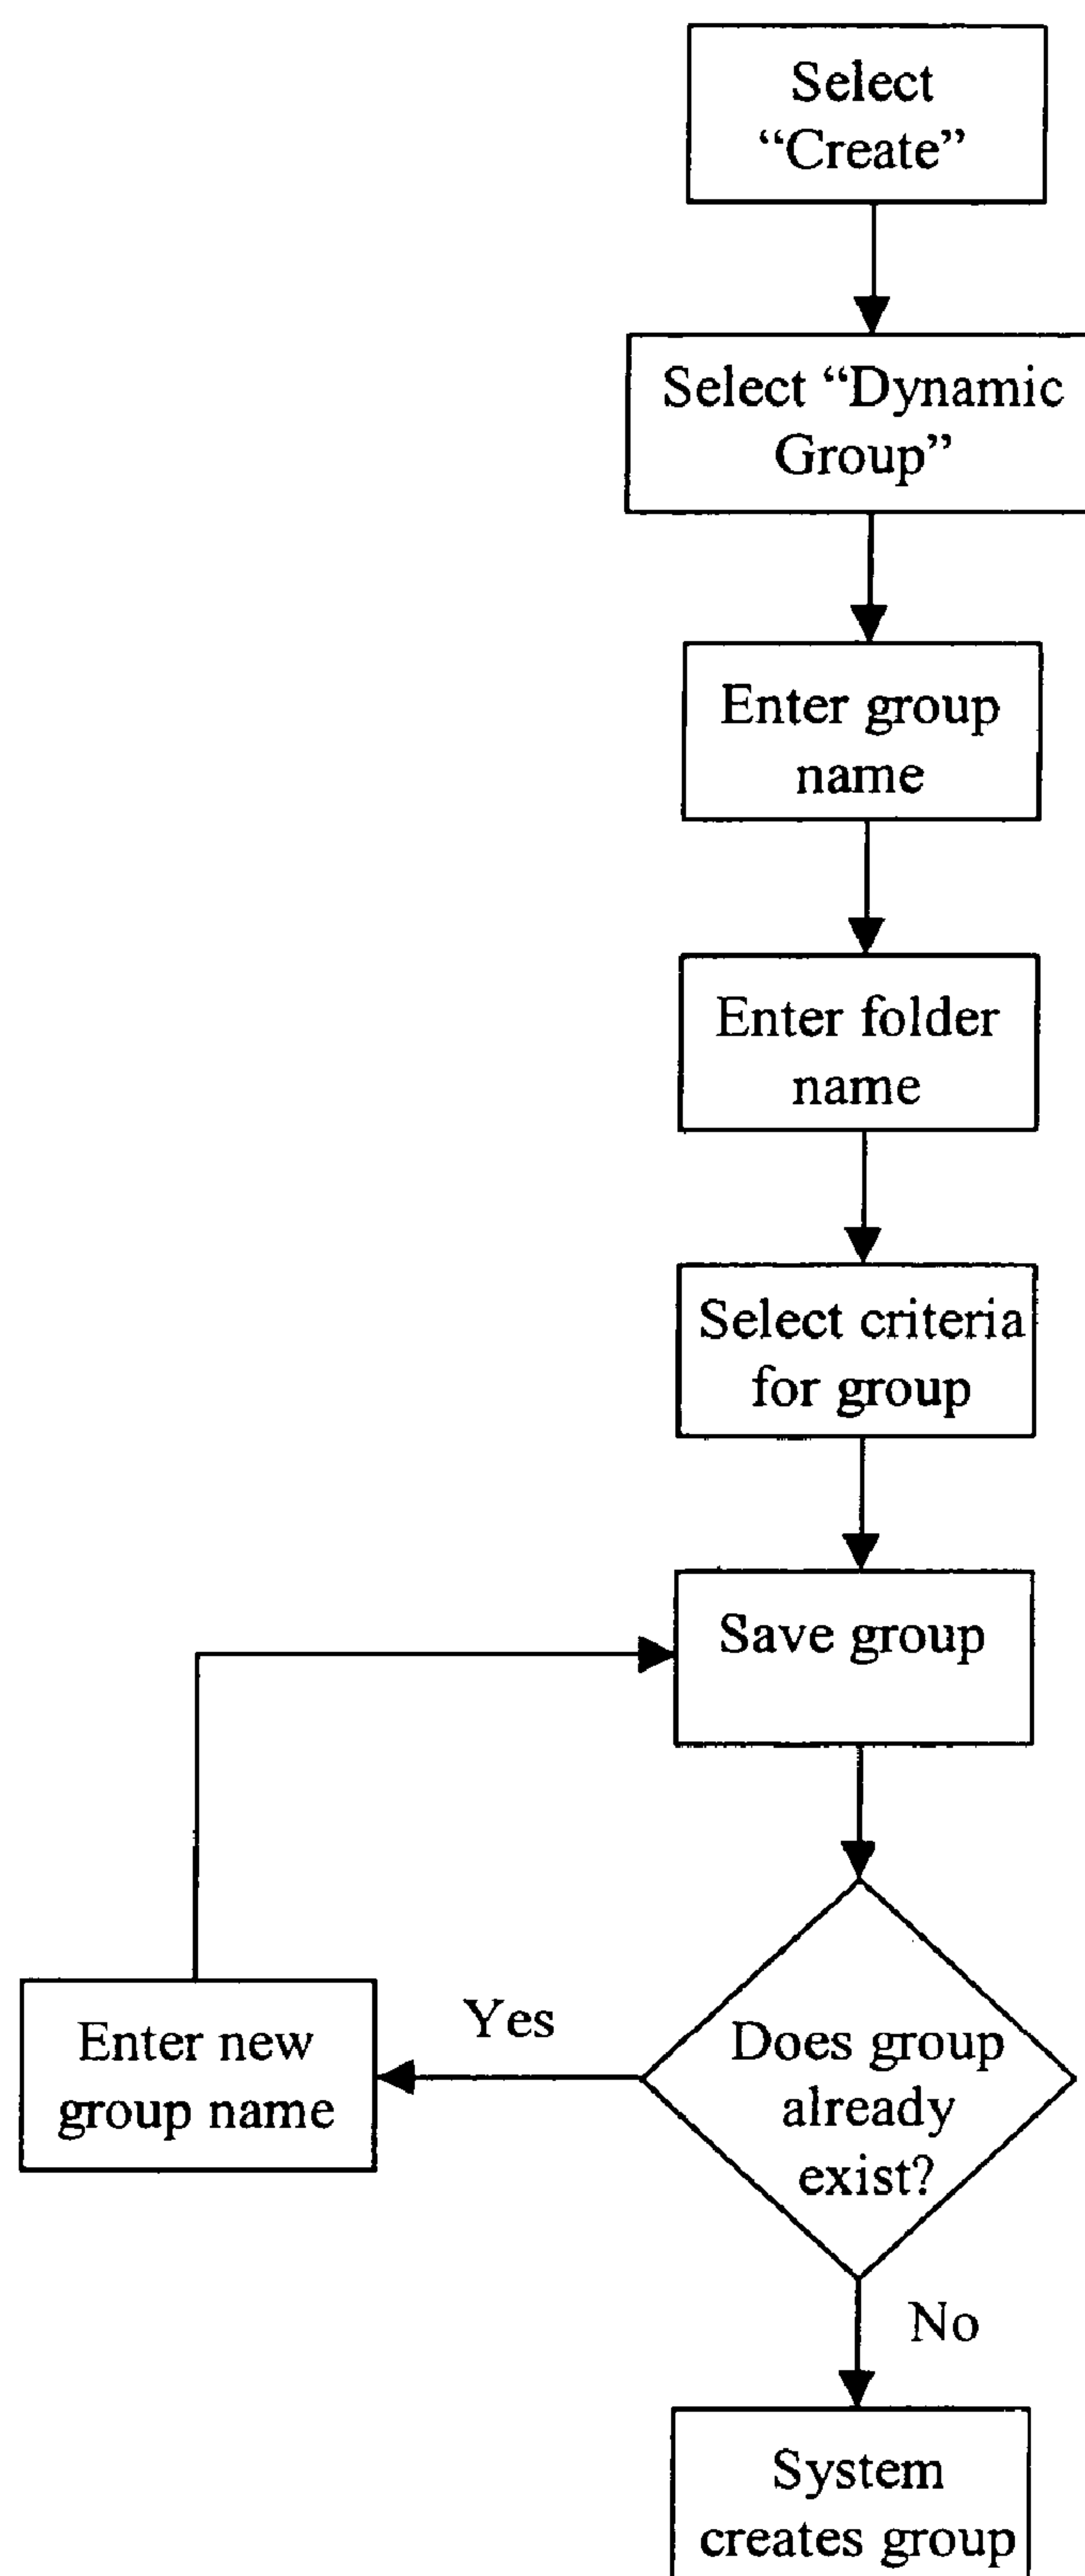 Select
“Create”
Select “Dynamic
Group”
Enter group
name
Enter folder
name
Select criteria
for group
Save group
Yes
Enter new
group name
Does group
already
exist?
No
System
creates group